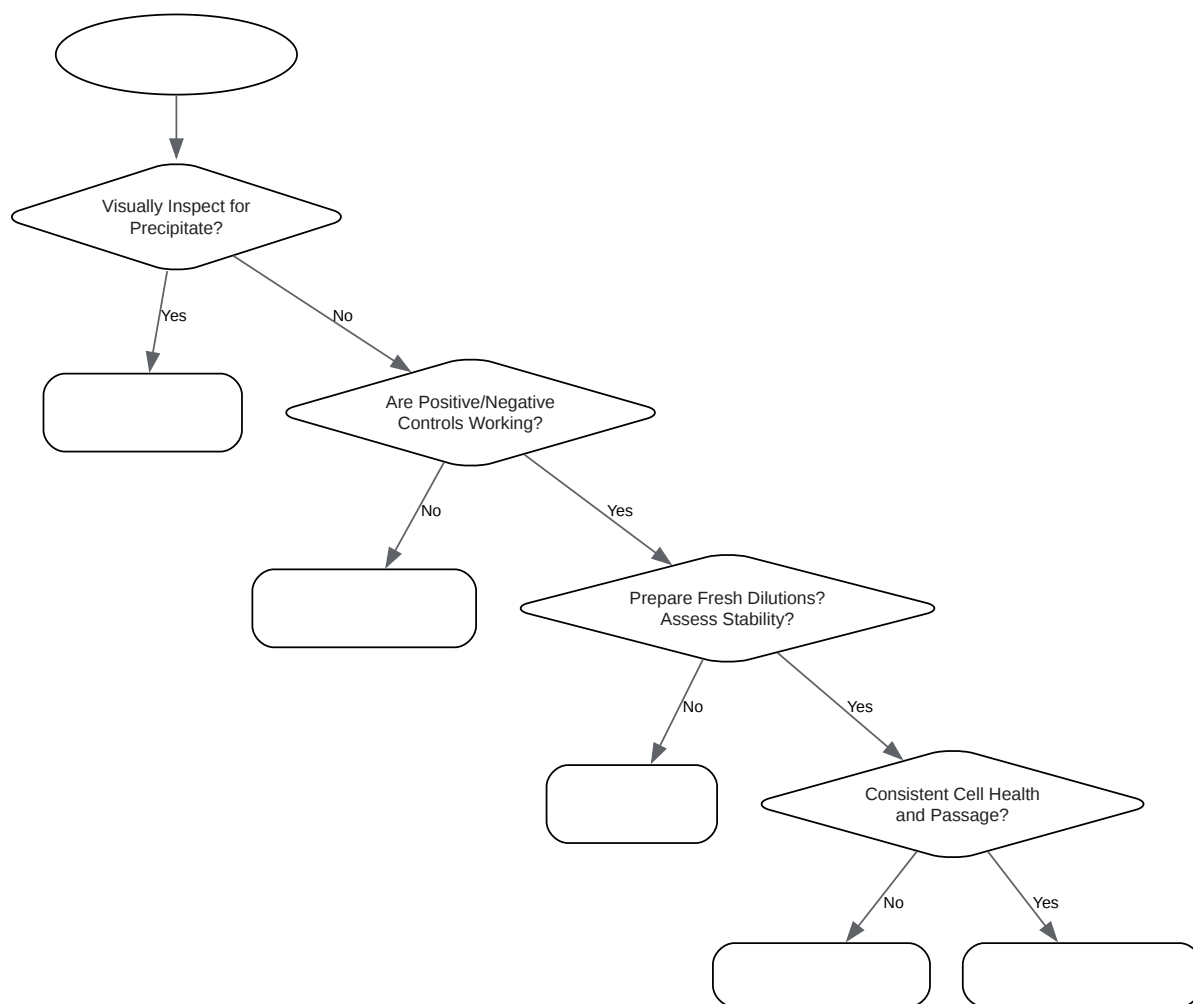 Visually Inspect for
Precipitate?
Yes
No
Are Positive/Negative
Controls Working?
No
Yes
Prepare Fresh Dilutions?
Assess Stability?
No
Yes
Consistent Cell Health
and Passage?
No
Yes